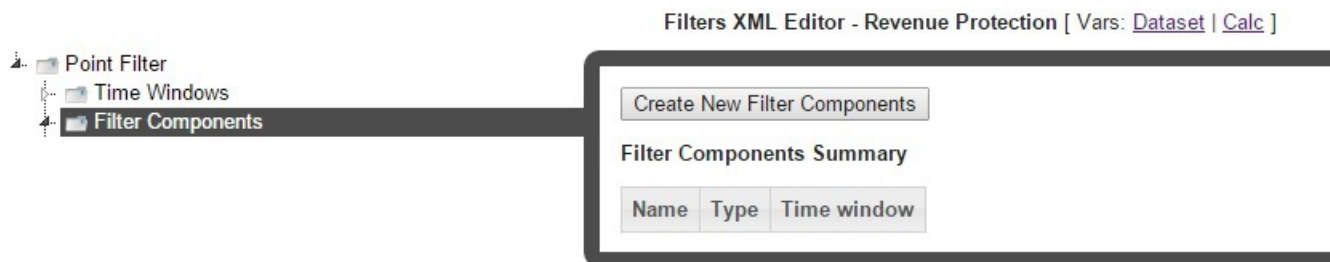 Filters XML Editor - Revenue Protection [ Vars: Dataset | Calc ]
Point Filter
Time Windows
Filter Components
Create New Filter Components
Filter Components Summary
Name Type Time window